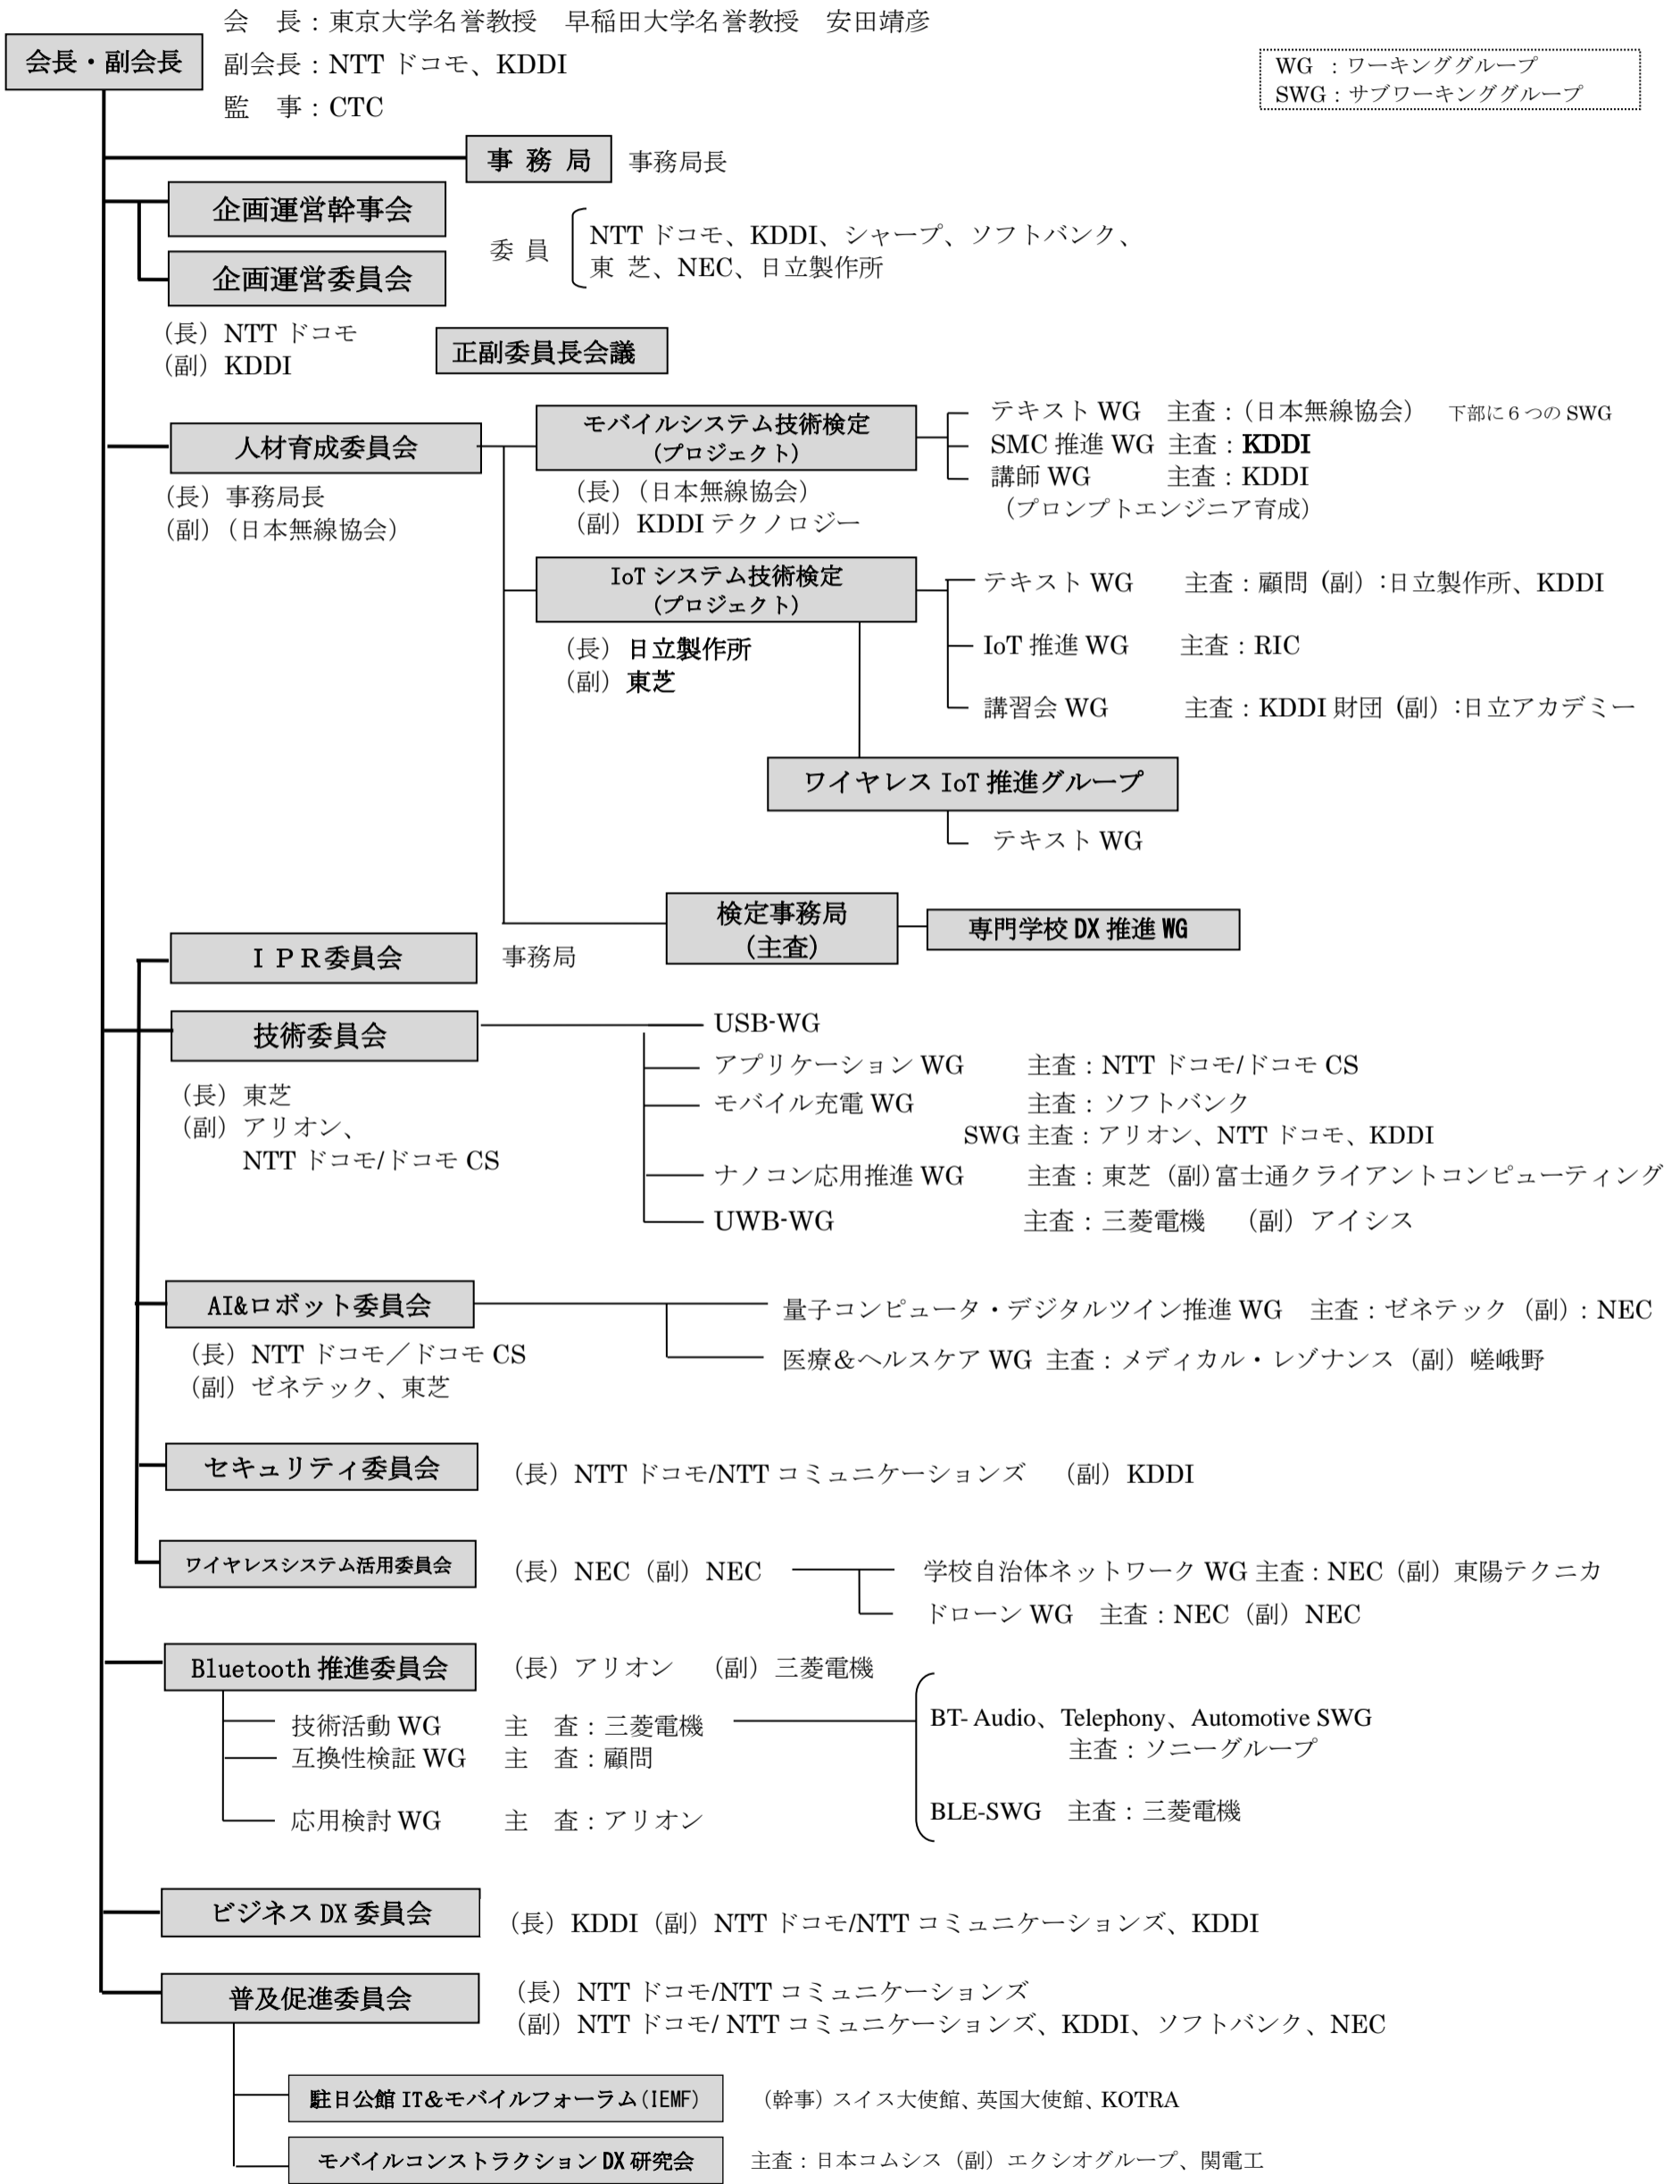 会　長：東京大学名誉教授　早稲田大学名誉教授　安田靖彦
会長・副会長
副会長：NTT ドコモ、KDDI
監　事：CTC
WG ：ワーキンググループ
SWG：サブワーキンググループ
事 務 局　事務局長
企画運営幹事会
委 員　NTT ドコモ、KDDI、シャープ、ソフトバンク、
東 芝、NEC、日立製作所
企画運営委員会
（長）NTT ドコモ
（副）KDDI
正副委員長会議
人材育成委員会
（長）事務局長
（副）（日本無線協会）
モバイルシステム技術検定
(プロジェクト)
（長）（日本無線協会）
（副）KDDI テクノロジー
テキスト WG　主査：（日本無線協会）　下部に６つの SWG
SMC 推進 WG 主査：KDDI
講師 WG　主査：KDDI
（プロンプトエンジニア育成）
IoT システム技術検定
(プロジェクト)
（長）日立製作所
（副）東芝
テキスト WG　主査：顧問（副）：日立製作所、KDDI
IoT 推進 WG　主査：RIC
講習会 WG　主査：KDDI 財団（副）：日立アカデミー
ワイヤレス IoT 推進グループ
テキスト WG
検定事務局
(主査)
専門学校 DX 推進 WG
ＩＰＲ委員会　事務局
技術委員会
（長）東芝
（副）アリオン、
NTT ドコモ/ドコモ CS
USB-WG
アプリケーション WG　主査：NTT ドコモ/ドコモ CS
モバイル充電 WG　主査：ソフトバンク
SWG 主査：アリオン、NTT ドコモ、KDDI
ナノコン応用推進 WG　主査：東芝（副）富士通クライアントコンピューティング
UWB-WG　主査：三菱電機　（副）アイシス
AI&ロボット委員会
（長）NTT ドコモ／ドコモ CS
（副）ゼネテック、東芝
量子コンピュータ・デジタルツイン推進 WG　主査：ゼネテック（副）：NEC
医療＆ヘルスケア WG 主査：メディカル・レゾナンス（副）嵯峨野
セキュリティ委員会　（長）NTT ドコモ/NTT コミュニケーションズ　（副）KDDI
ワイヤレスシステム活用委員会　（長）NEC（副）NEC
学校自治体ネットワーク WG 主査：NEC（副）東陽テクニカ
ドローン WG　主査：NEC（副）NEC
Bluetooth 推進委員会　（長）アリオン　（副）三菱電機
技術活動 WG　主　査：三菱電機
互換性検証 WG　主　査：顧問
応用検討 WG　主　査：アリオン
BT- Audio、Telephony、Automotive SWG
主査：ソニーグループ
BLE-SWG　主査：三菱電機
ビジネス DX 委員会　（長）KDDI（副）NTT ドコモ/NTT コミュニケーションズ、KDDI
普及促進委員会
（長）NTT ドコモ/NTT コミュニケーションズ
（副）NTT ドコモ/ NTT コミュニケーションズ、KDDI、ソフトバンク、NEC
駐日公館 IT＆モバイルフォーラム(IEMF)　（幹事）スイス大使館、英国大使館、KOTRA
モバイルコンストラクション DX 研究会　主査：日本コムシス（副）エクシオグループ、関電工